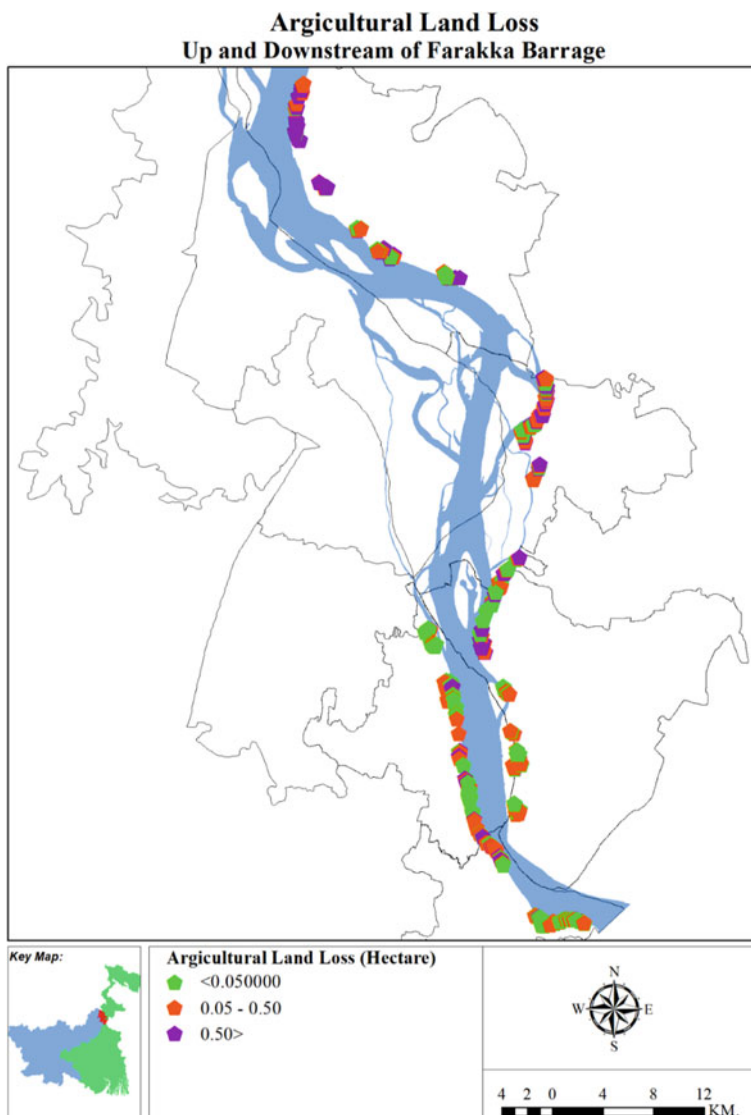 Argicultural Land Loss
Up and Downstream of Farakka Barrage
Key Map:
Argicultural Land Loss (Hectare)
<0.050000
0.05 - 0.50
0.50>
N
W E
S
4 2 0 4 8 12
KM.